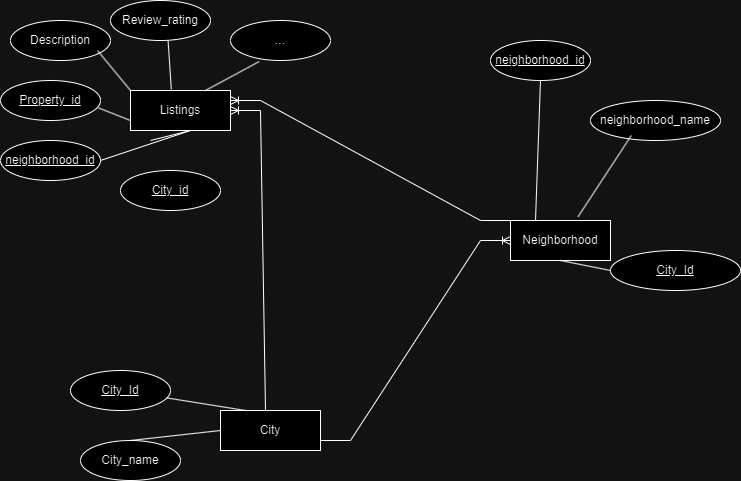 Review_rating
Description
...
neighborhood_id
Property_id
Listings
neighborhood_name
neighborhood_id
City_id
Neighborhood
City_Id
City_Id
City
City_name